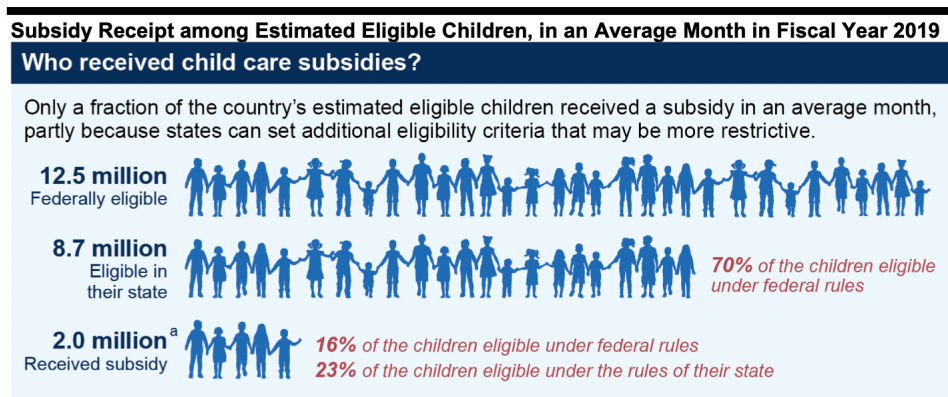 Subsidy Receipt among Estimated Eligible Children, in an Average Month in Fiscal Year 2019
Who received child care subsidies?
Only a fraction of the country's estimated eligible children received a subsidy in an average month,
partly because states can set additional eligibility criteria that may be more restrictive.
12.5 million
Federally eligible
8.7 million
Eligible in
their state
70% of the children eligible
under federal rules
2.0 million a
Received subsidy
16% of the children eligible under federal rules
23% of the children eligible under the rules of their state